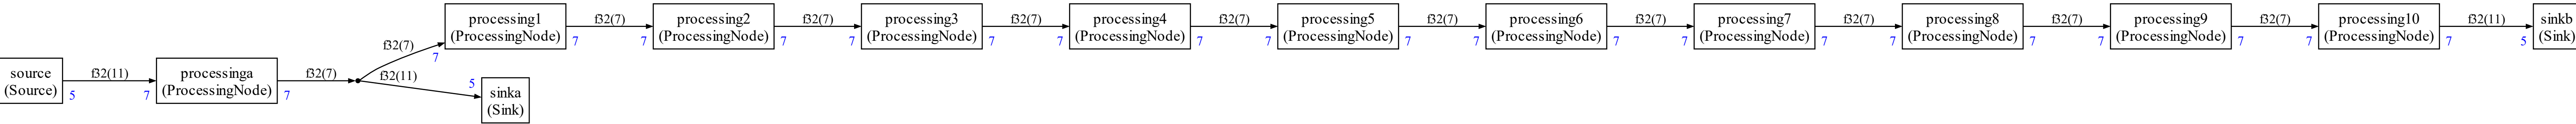 source
(Source)
f32(11)
5
7
processinga
(ProcessingNode)
f32(7)
7
f32(7)
7
f32(11)
5
sinka
(Sink)
processing1
(ProcessingNode)
f32(7)
7
7
processing2
(ProcessingNode)
f32(7)
7
7
processing3
(ProcessingNode)
f32(7)
7
7
processing4
(ProcessingNode)
f32(7)
7
7
processing5
(ProcessingNode)
f32(7)
7
7
processing6
(ProcessingNode)
f32(7)
7
7
processing7
(ProcessingNode)
f32(7)
7
7
processing8
(ProcessingNode)
f32(7)
7
7
processing9
(ProcessingNode)
f32(7)
7
7
processing10
(ProcessingNode)
f32(11)
7
5
sinkb
(Sink)